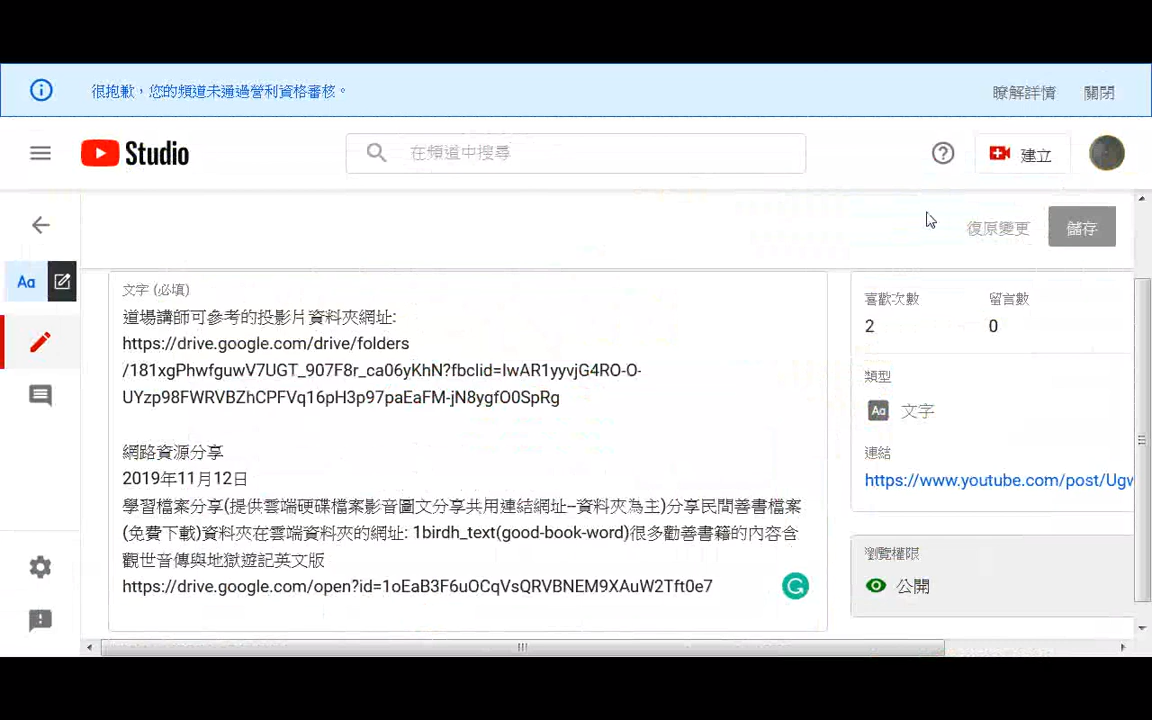 很抱歉，您的頻道未通過營利資格審核。
瞭解詳情
關閉
Studio
在頻道中搜尋
建立
復原變更
儲存
Aa
文字 (必填)
道場講師可參考的投影片資料夾網址:
https://drive.google.com/drive/folders
/181xgPhwfguwV7UGT_907F8r_ca06yKhN?fbclid=IwAR1yyvjG4RO-O-
UYzp98FWRVBZhCPFVq16pH3p97paEaFM-jN8ygfO0SpRg
網路資源分享
2019年11月12日
學習檔案分享(提供雲端硬碟檔案影音圖文分享共用連結網址--資料夾為主)分享民間善書檔案
(免費下載)資料夾在雲端資料夾的網址: 1birdh_text(good-book-word)很多勸善書籍的內容含
觀世音傳與地獄遊記英文版
https://drive.google.com/open?id=1oEaB3F6uOCqVsQRVBNEM9XAuW2Tft0e7
喜歡次數
留言數
2
0
類型
Aa
文字
連結
https://www.youtube.com/post/Ugw
瀏覽權限
公開